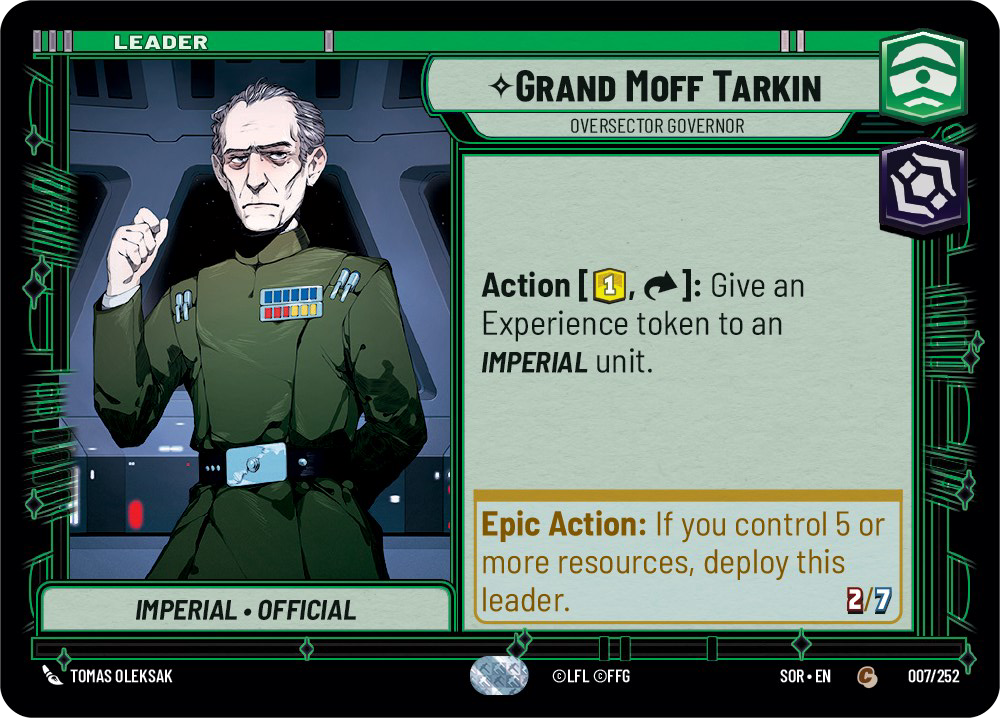 LEADER
GRAND MOFF TARKIN
OVERSECTOR GOVERNOR
Action [1, ]: Give an
Experience token to an
IMPERIAL unit.
Epic Action: If you control 5 or
more resources, deploy this
leader.
2/7
IMPERIAL • OFFICIAL
TOMAS OLEKSAK
©LFL ©FFG
SOR • EN
C
007/252